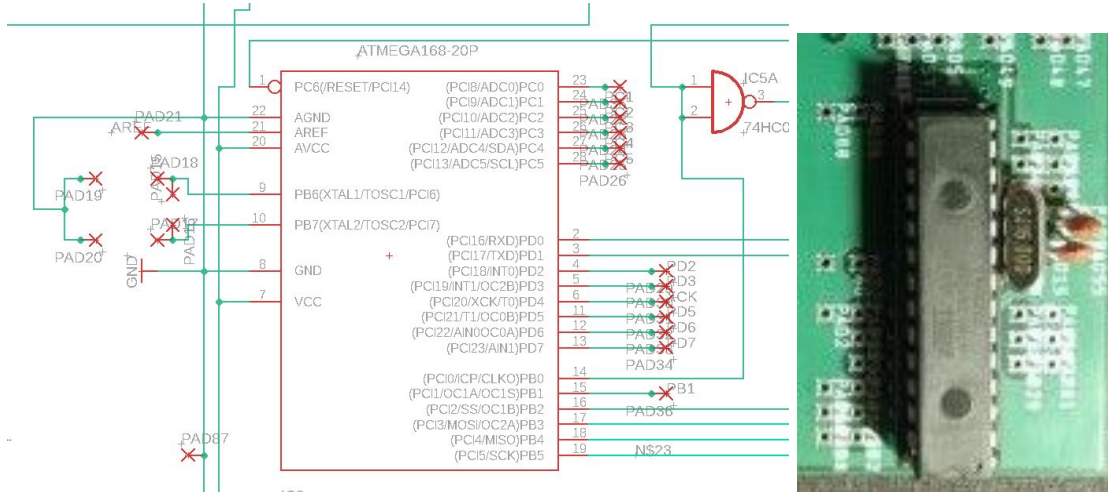 ATMEGA168-20P
1 PC6(/RESET/PCI14)
22 AGND
21 AREF
20 AVCC
9 PB6(XTAL1/TOSC1/PCI6)
10 PB7(XTAL2/TOSC2/PCI7)
8 GND
7 VCC
(PCI8/ADC0)PC0 23
(PCI9/ADC1)PC1 24
(PCI10/ADC2)PC2 25
(PCI11/ADC3)PC3 26
(PCI12/ADC4/SDA)PC4 27
(PCI13/ADC5/SCL)PC5 28
(PCI16/RXD)PD0 2
(PCI17/TXD)PD1 3
(PCI18/INT0)PD2 4
(PCI19/INT1/OC2B)PD3 5
(PCI20/XCK/T0)PD4 6
(PCI21/T1/OC0B)PD5 11
(PCI22/AIN0OC0A)PD6 12
(PCI23/AIN1)PD7 13
(PCI0/ICP/CLKO)PB0 14
(PCI1/OC1A/OC1S)PB1 15
(PCI2/SS/OC1B)PB2 16
(PCI3/MOSI/OC2A)PB3 17
(PCI4/MISO)PB4 18
(PCI5/SCK)PB5 19
PAD21
PAD18
PAD19
PAD20
GND
PAD87
PAD26
PD2
PD5
PD6
PD7
PAD34
PB1
PAD36
N$23
IC5A
1
2
3